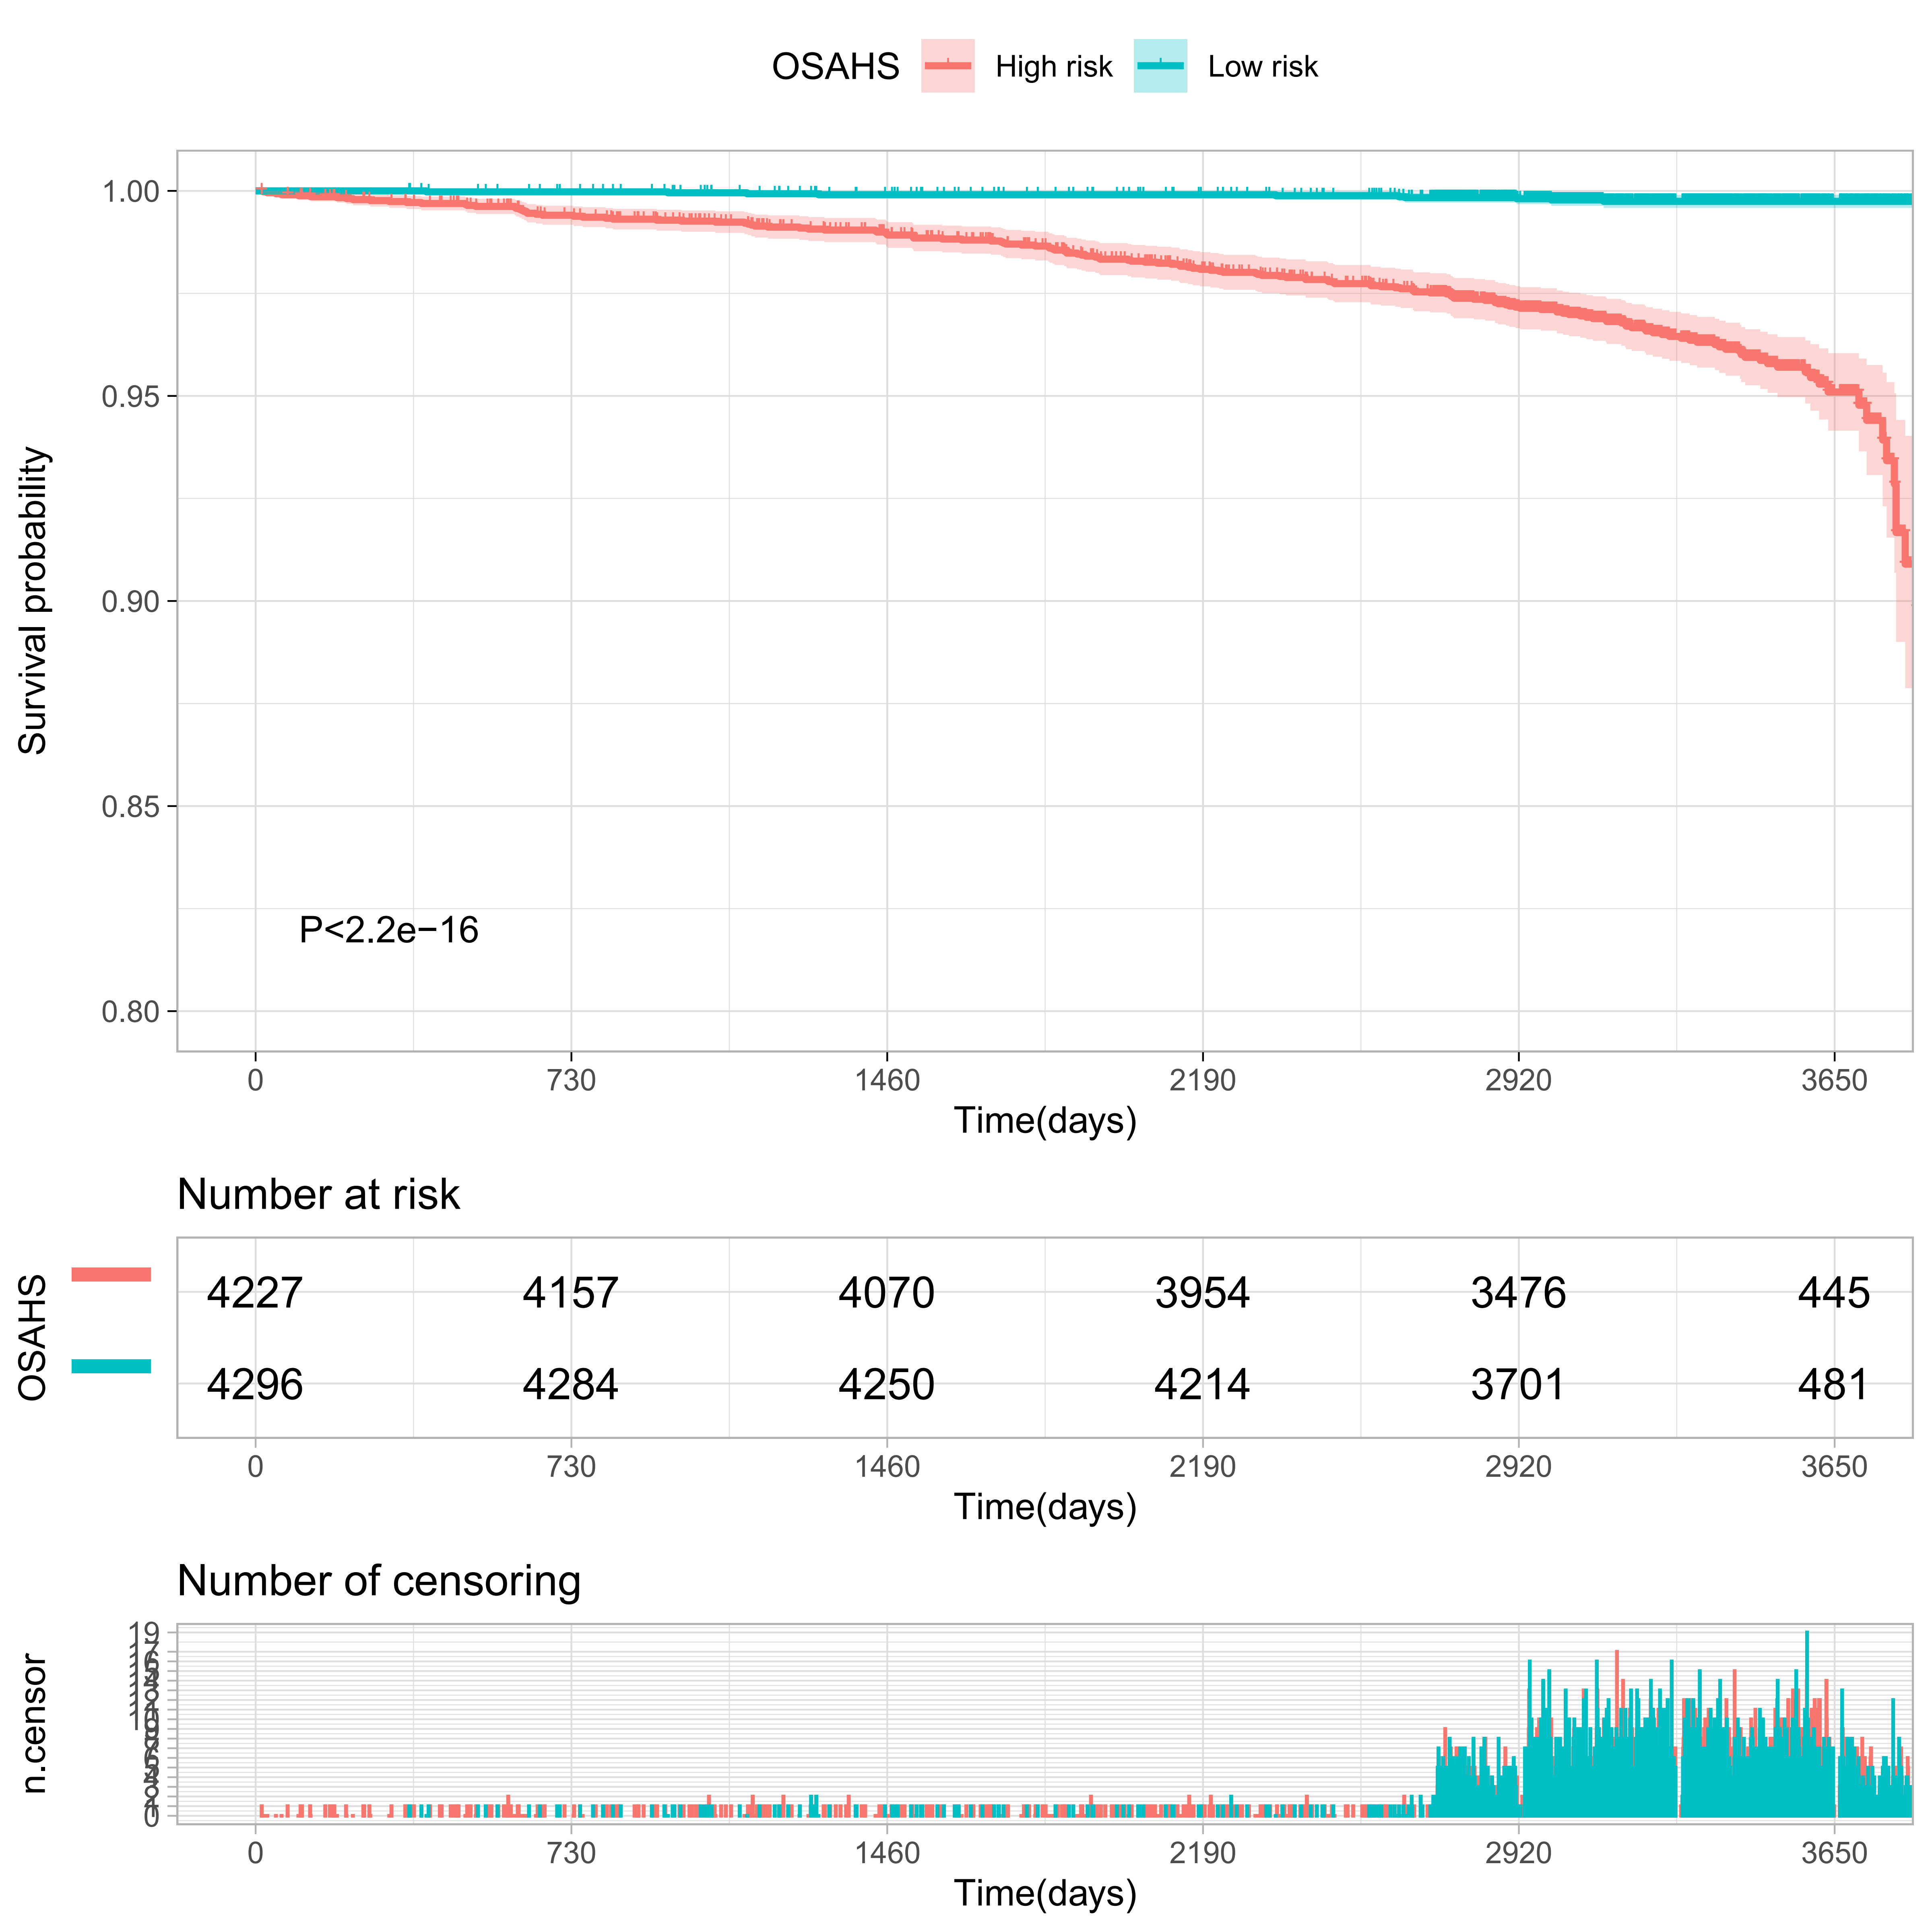 OSAHS High risk Low risk
Survival probability
1.00
0.95
0.90
0.85
0.80
P<2.2e−16
0 730 1460 2190 2920 3650
Time(days)
Number at risk
OSAHS
4227 4157 4070 3954 3476 445
4296 4284 4250 4214 3701 481
0 730 1460 2190 2920 3650
Time(days)
Number of censoring
n.censor
19
17
0
0 730 1460 2190 2920 3650
Time(days)